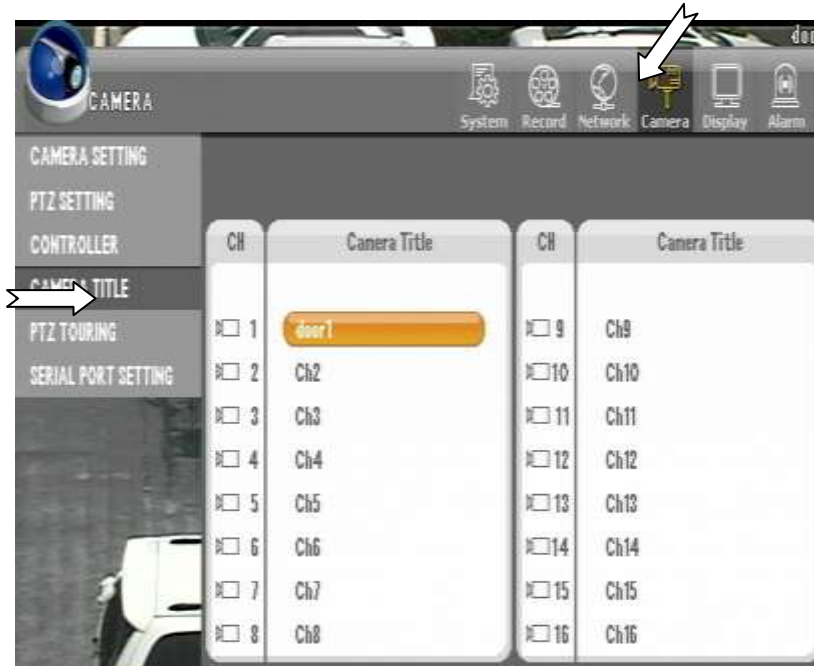 CAMERA
System Record Network Camera Display Alarm
CAMERA SETTING
PTZ SETTING
CONTROLLER
CAMERA TITLE
PTZ TOURING
SERIAL PORT SETTING
CH Camera Title CH Camera Title
1 door1 9 Ch9
2 Ch2 10 Ch10
3 Ch3 11 Ch11
4 Ch4 12 Ch12
5 Ch5 13 Ch13
6 Ch6 14 Ch14
7 Ch7 15 Ch15
8 Ch8 16 Ch16